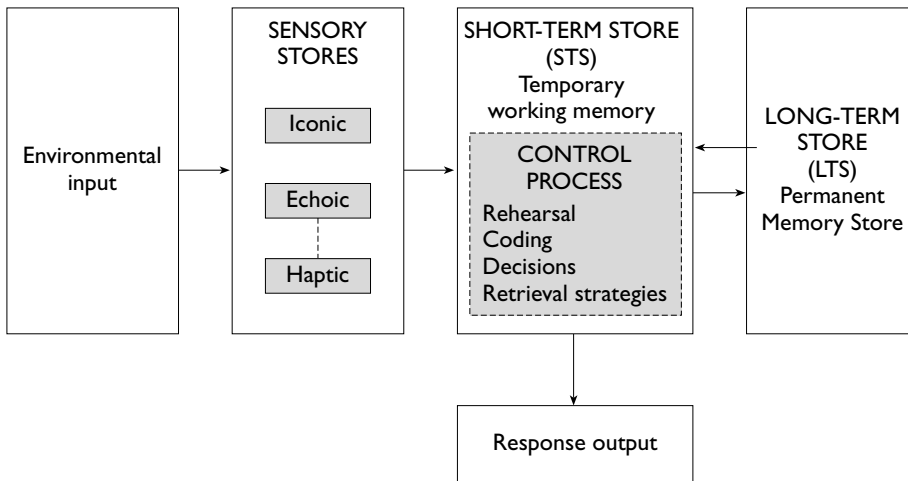 Environmental
input
SENSORY
STORES
Iconic
Echoic
Haptic
SHORT-TERM STORE
(STS)
Temporary
working memory
CONTROL
PROCESS
Rehearsal
Coding
Decisions
Retrieval strategies
LONG-TERM
STORE
(LTS)
Permanent
Memory Store
Response output